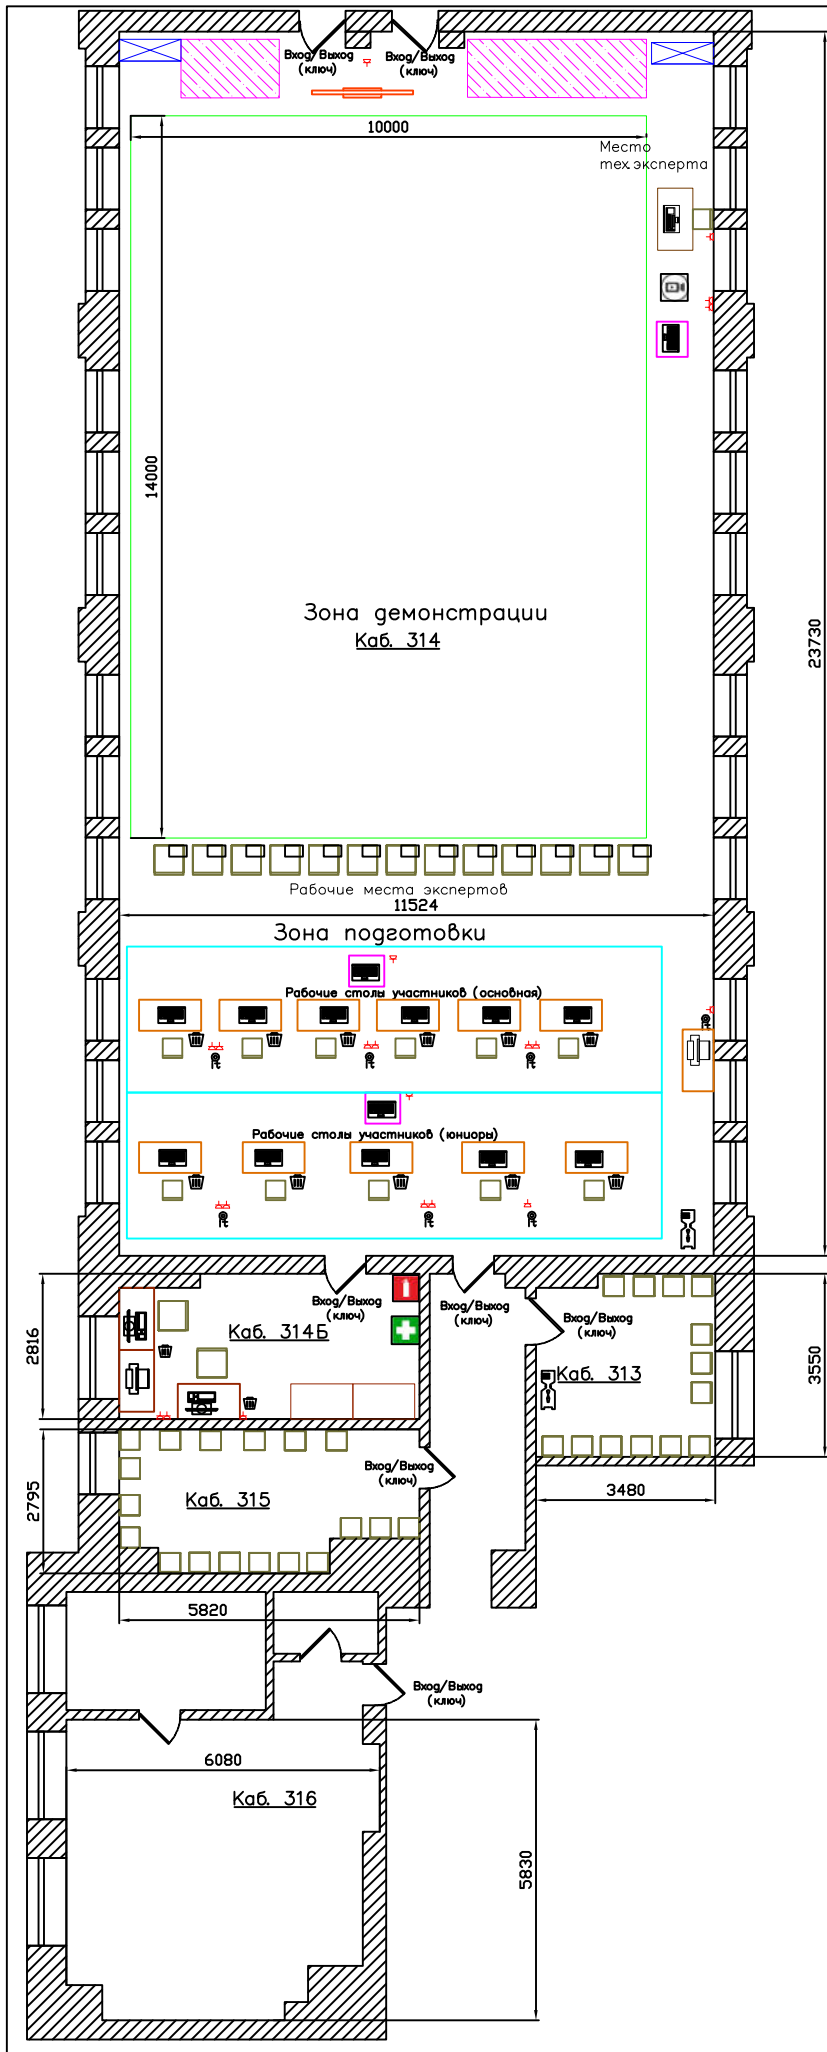 Вход/Выход
(ключ)
Вход/Выход
(ключ)
10000
Место
тех.эксперта
14000
Зона демонстрации
Каб. 314
23730
Рабочие места экспертов
11524
Зона подготовки
Рабочие столы участников (основная)
Рабочие столы участников (юниоры)
Вход/Выход
(ключ)
Вход/Выход
(ключ)
Вход/Выход
(ключ)
2816
Каб. 314Б
Каб. 313
3550
Вход/Выход
(ключ)
2795
Каб. 315
3480
5820
Вход/Выход
(ключ)
6080
Каб. 316
5830